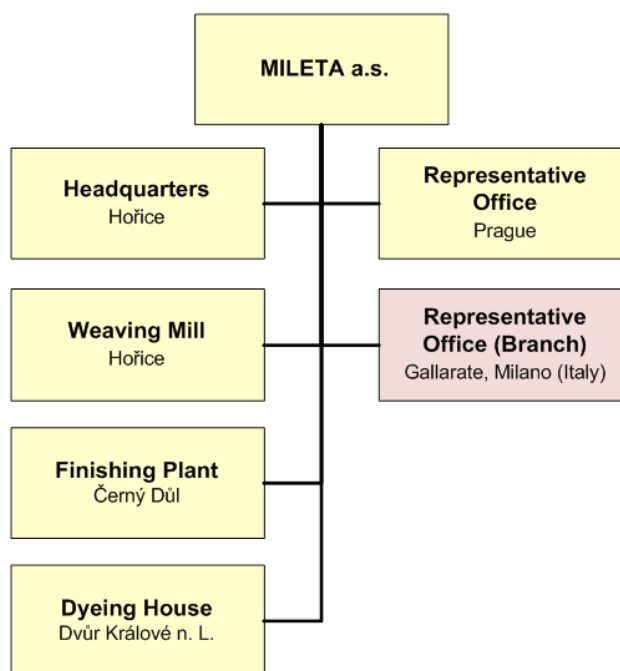 MILETA a.s.
Headquarters
Hořice
Representative
Office
Prague
Weaving Mill
Hořice
Representative
Office (Branch)
Gallarate, Milano (Italy)
Finishing Plant
Černý Důl
Dyeing House
Dvůr Králové n. L.